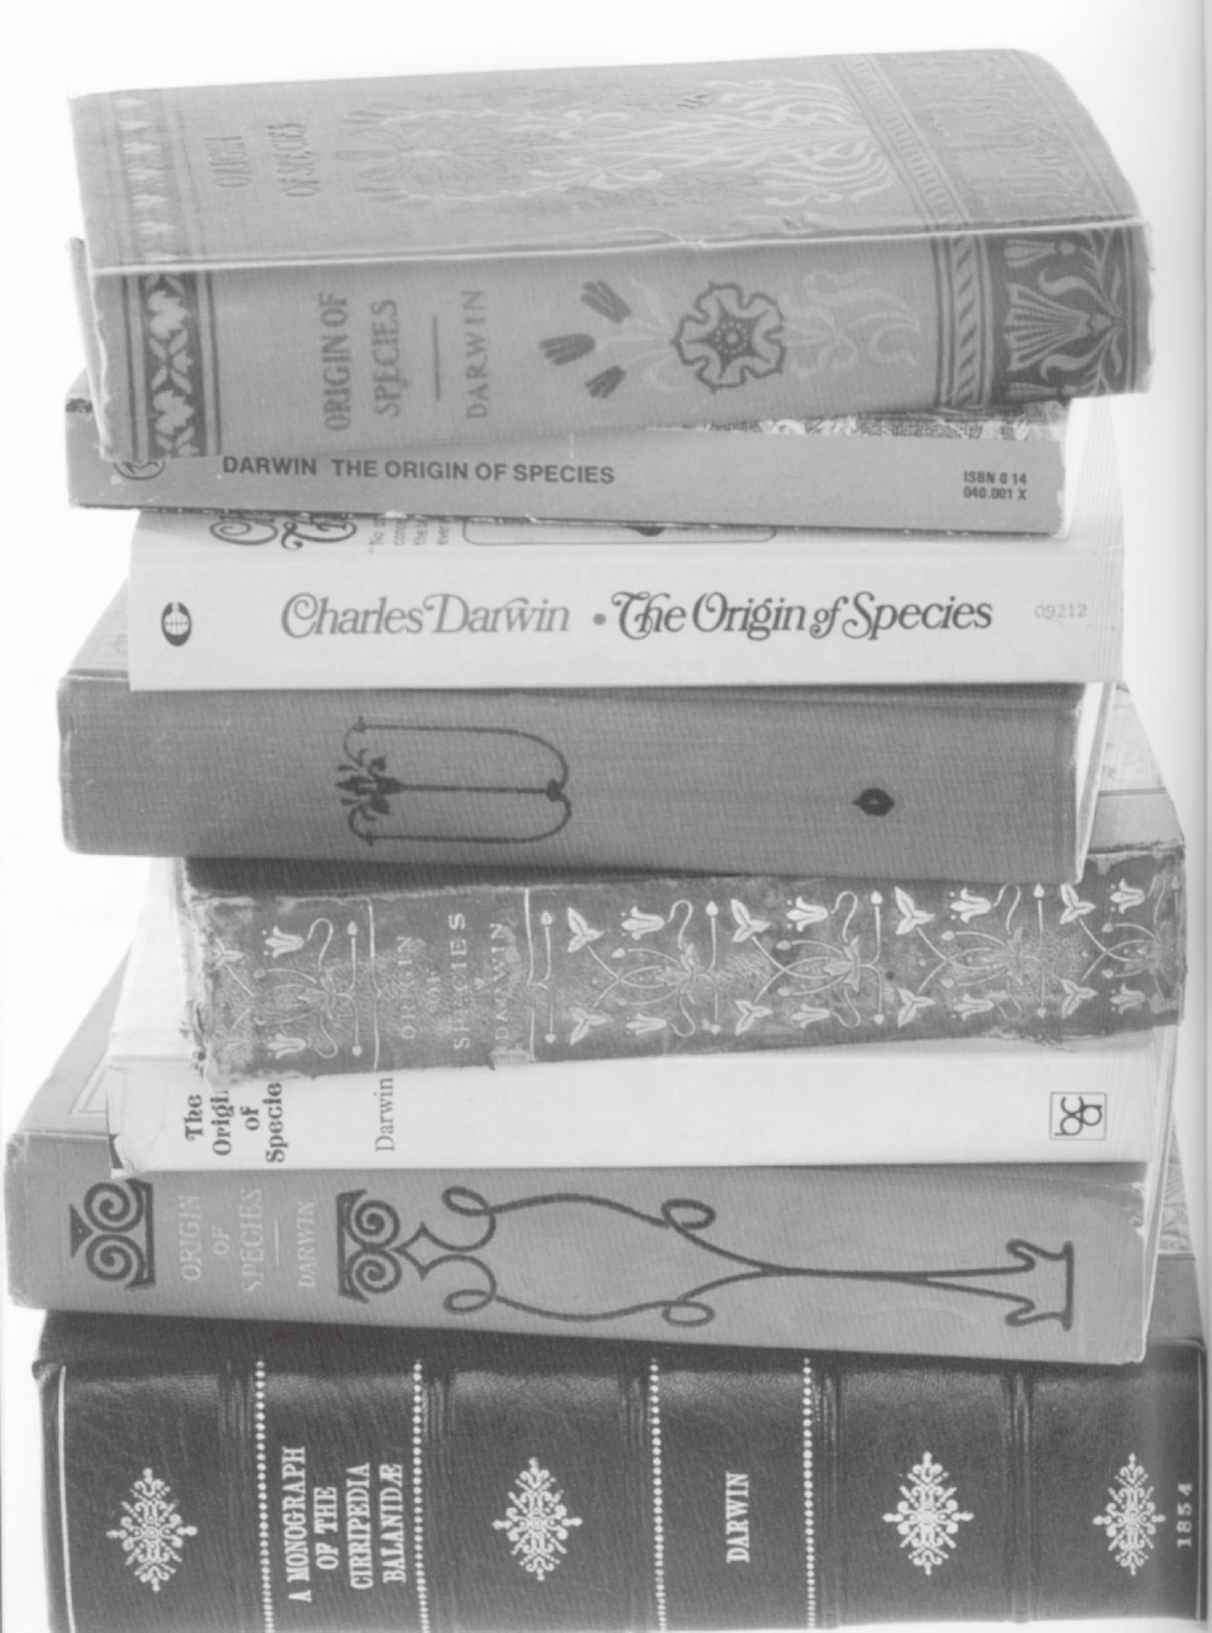 ORIGIN
OF SPECIES
ORIGIN OF
SPECIES
DARWIN
DARWIN THE ORIGIN OF SPECIES
ISBN 0 14
040.001 X
Charles Darwin • The Origin of Species
09212
ORIGIN
OF
SPECIES
DARWIN
The
Origi
of
Specie
Darwin
ORIGIN
OF
SPECIES
DARWIN
A MONOGRAPH
OF THE
CIRRIPEDIA
BALANIDÆ
DARWIN
1854